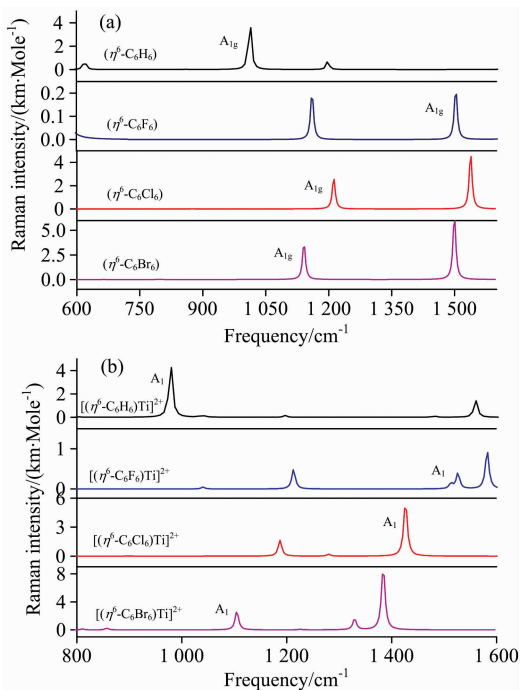 (a)
Raman intensity/(km·Mole⁻¹)
4
2
0
(η⁶-C₆H₆)
A₁g
0.2
0.1
0.0
(η⁶-C₆F₆)
A₁g
4
2
0
(η⁶-C₆Cl₆)
A₁g
5.0
2.5
0.0
(η⁶-C₆Br₆)
A₁g
600 750 900 1 050 1 200 1 350 1 500
Frequency/cm⁻¹
(b)
Raman intensity/(km·Mole⁻¹)
4
2
0
A₁
[(η⁶-C₆H₆)Ti]²⁺
1
0
[(η⁶-C₆F₆)Ti]²⁺
A₁
6
3
0
[(η⁶-C₆Cl₆)Ti]²⁺
A₁
8
4
0
[(η⁶-C₆Br₆)Ti]²⁺
A₁
800 1 000 1 200 1 400 1 600
Frequency/cm⁻¹